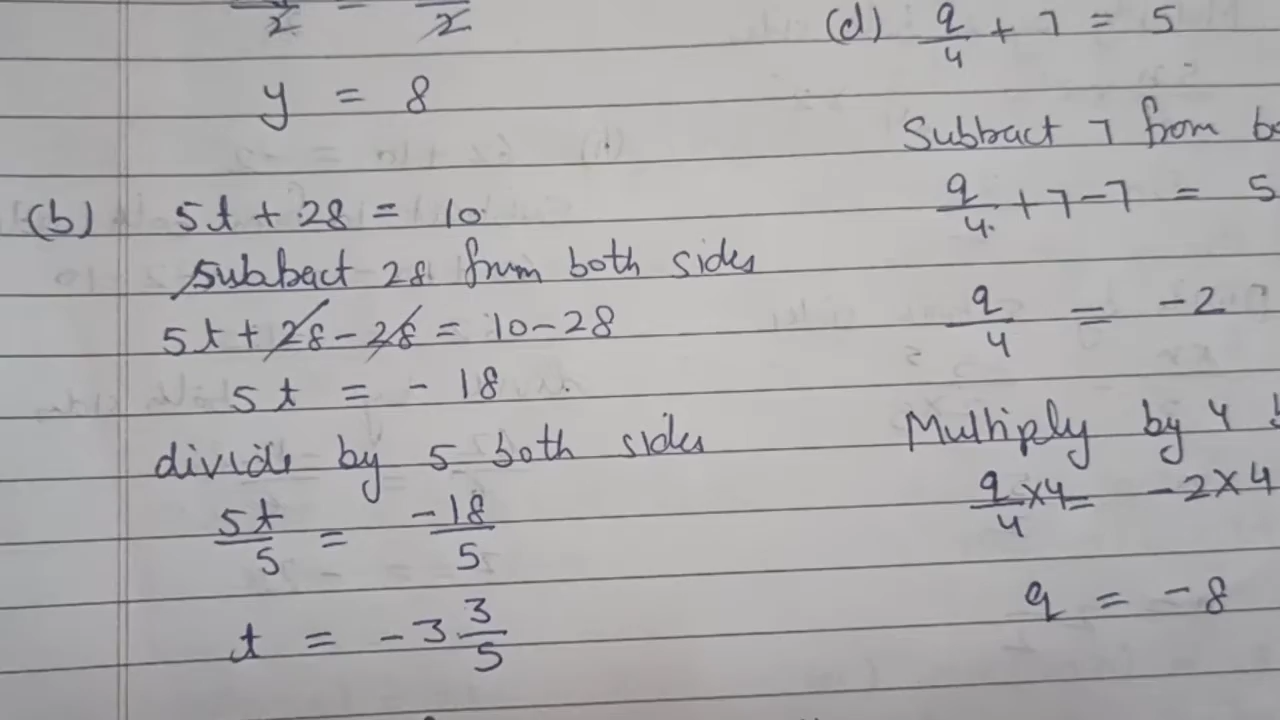 2 = 2
y = 8
(b) 5t + 28 = 10
Subtract 28 from both sides
5t + 28 - 28 = 10 - 28
5t = - 18
divide by 5 both sides
5t/5 = -18/5
t = -3 3/5
(d) q/4 + 7 = 5
Subtract 7 from
q/4 + 7 - 7 = 5
q/4 = -2
Multiply by 4
q/4 × 4 = -2 × 4
q = -8